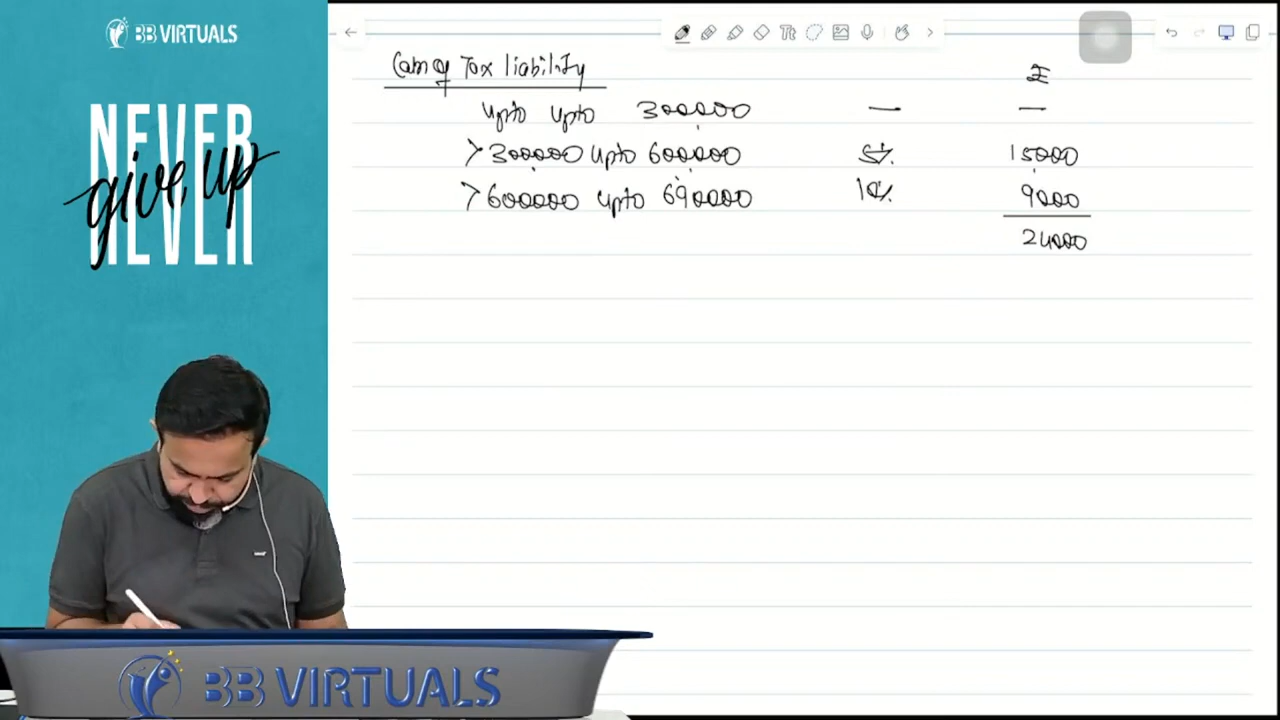 BB VIRTUALS
NEVER
give up
NEVER
Com of Tax liability
₹
upto upto 300000 — —
>300000 upto 600000 5% 15000
>600000 upto 690000 10% 9000
24000
BB VIRTUALS